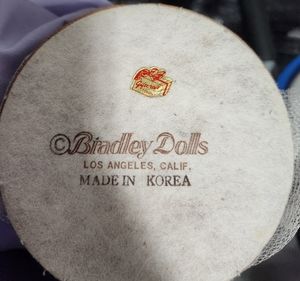 ©Bradley Dolls
LOS ANGELES, CALIF.
MADE IN KOREA